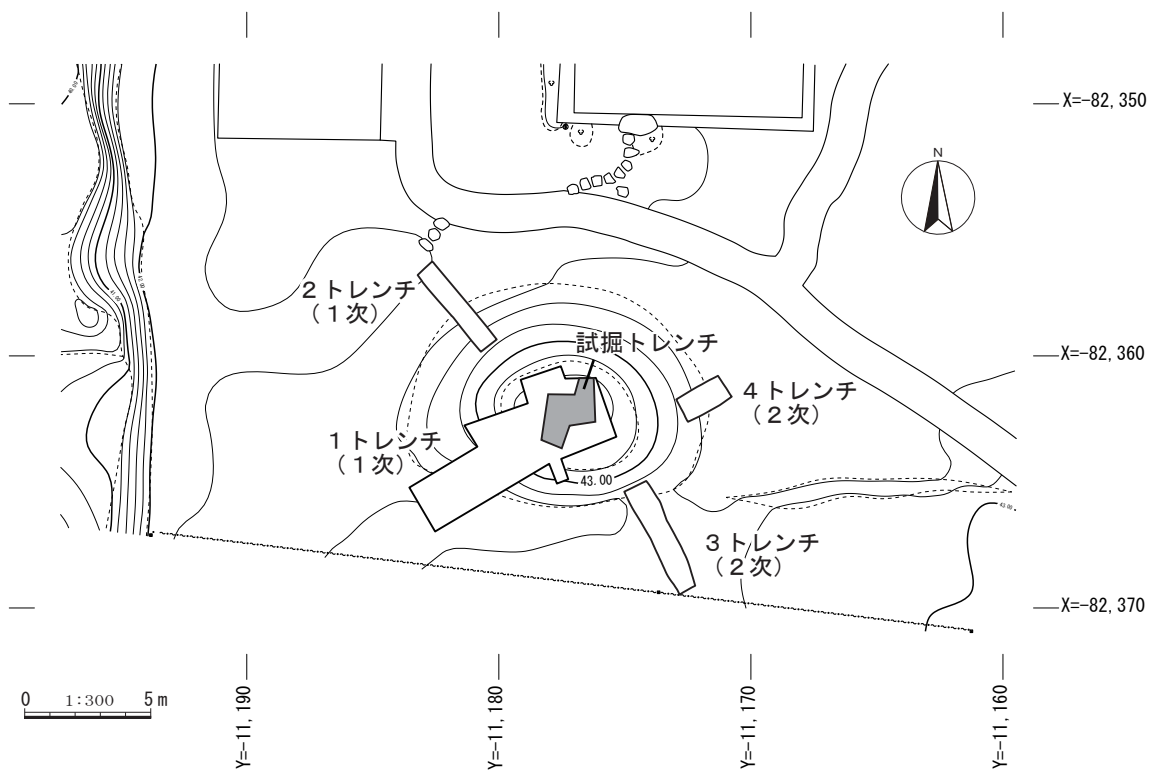 X=-82,350
N
2トレンチ
(1次)
試掘トレンチ
X=-82,360
4トレンチ
(2次)
1トレンチ
(1次)
43.00
3トレンチ
(2次)
X=-82,370
0 1:300 5m
Y=-11,190
Y=-11,180
Y=-11,170
Y=-11,160